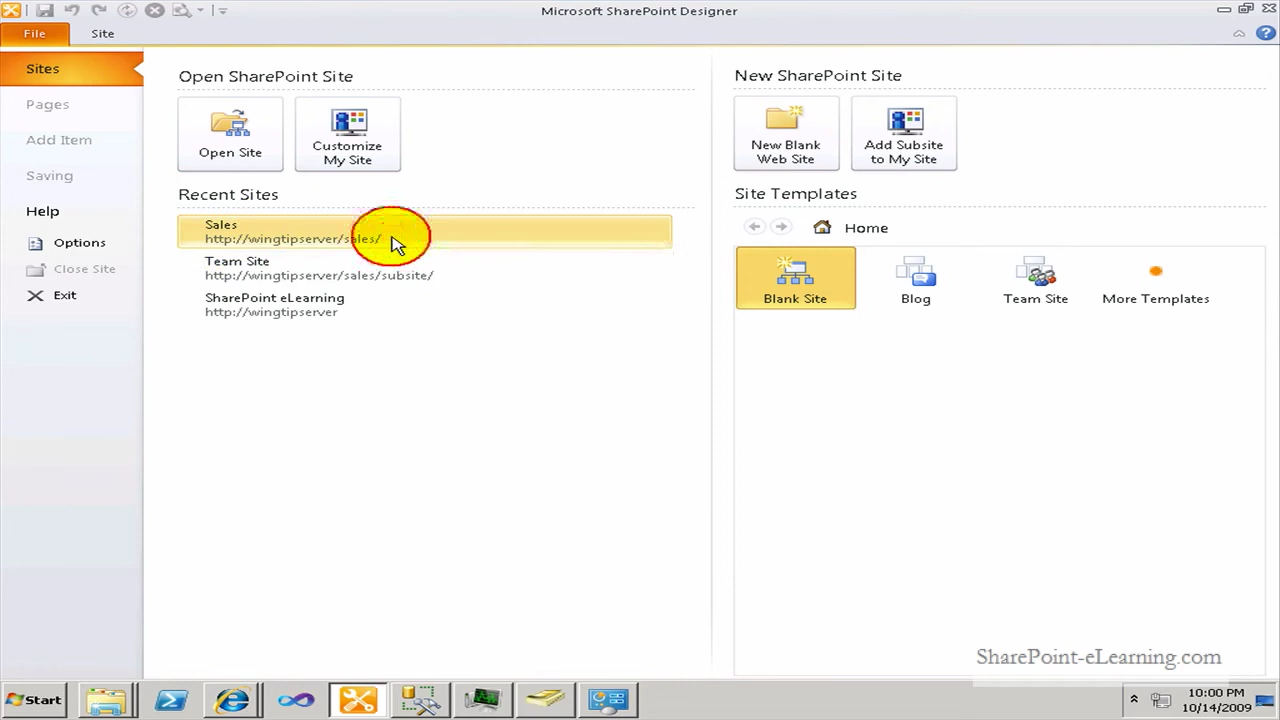 Microsoft SharePoint Designer
File
Site
Sites
Pages
Add Item
Saving
Help
Options
Close Site
Exit
Open SharePoint Site
Open Site
Customize
My Site
Recent Sites
Sales
http://wingtipserver/sales/
Team Site
http://wingtipserver/sales/subsite/
SharePoint eLearning
http://wingtipserver
New SharePoint Site
New Blank
Web Site
Add Subsite
to My Site
Site Templates
Home
Blank Site
Blog
Team Site
More Templates
SharePoint-eLearning.com
Start
10:00 PM
10/14/2009